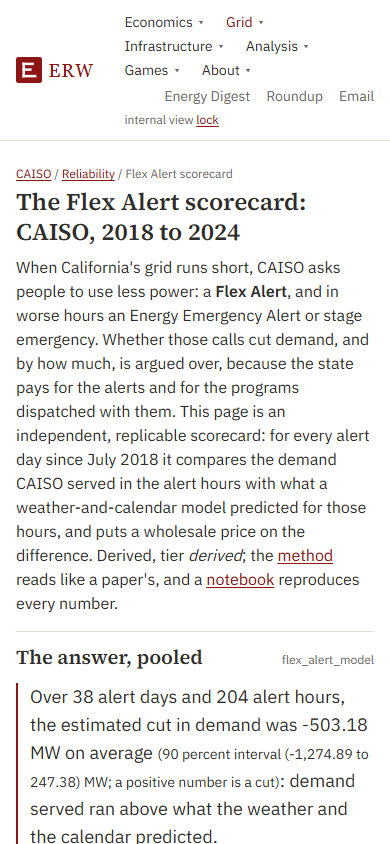 Economics ▾ Grid ▾
Infrastructure ▾ Analysis ▾
E ERW
Games ▾ About ▾
Energy Digest Roundup Email
internal view lock
CAISO / Reliability / Flex Alert scorecard
The Flex Alert scorecard:
CAISO, 2018 to 2024
When California's grid runs short, CAISO asks
people to use less power: a Flex Alert, and in
worse hours an Energy Emergency Alert or stage
emergency. Whether those calls cut demand, and
by how much, is argued over, because the state
pays for the alerts and for the programs
dispatched with them. This page is an
independent, replicable scorecard: for every alert
day since July 2018 it compares the demand
CAISO served in the alert hours with what a
weather-and-calendar model predicted for those
hours, and puts a wholesale price on the
difference. Derived, tier derived; the method
reads like a paper's, and a notebook reproduces
every number.
The answer, pooled flex_alert_model
Over 38 alert days and 204 alert hours,
the estimated cut in demand was -503.18
MW on average (90 percent interval (-1,274.89 to
247.38) MW; a positive number is a cut): demand
served ran above what the weather and
the calendar predicted.